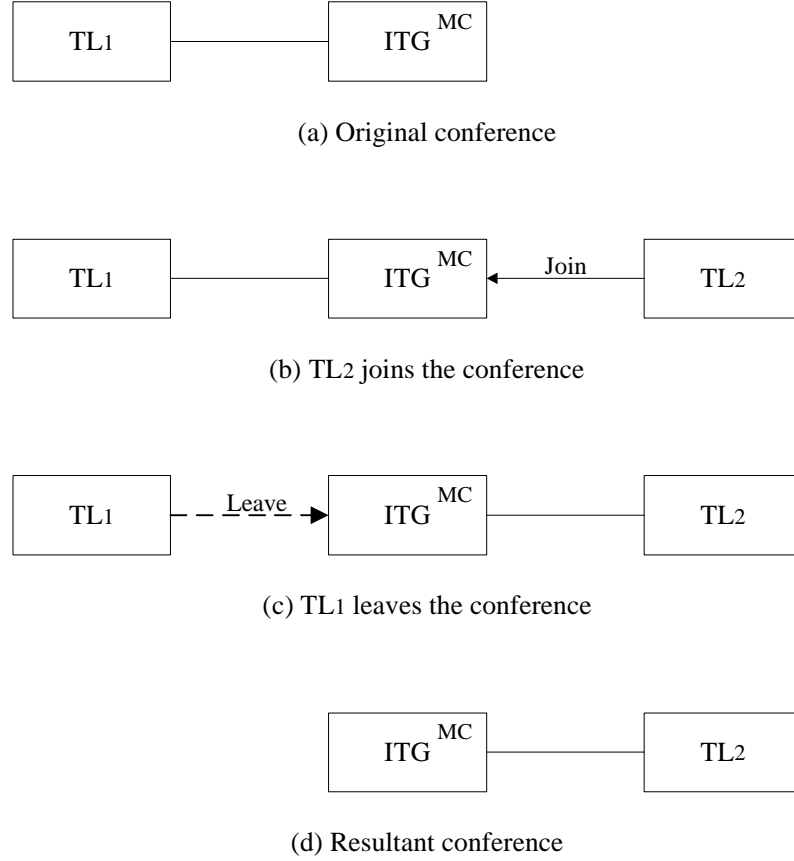 TL1
ITG MC
(a) Original conference
TL1
ITG MC
Join
TL2
(b) TL2 joins the conference
TL1
Leave
ITG MC
TL2
(c) TL1 leaves the conference
ITG MC
TL2
(d) Resultant conference